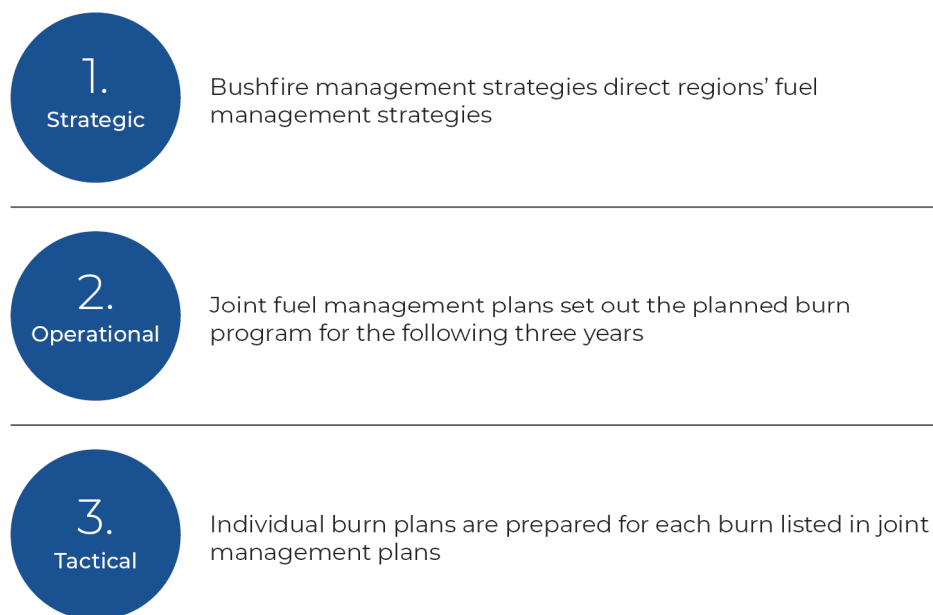 1.
Strategic
Bushfire management strategies direct regions’ fuel
management strategies
2.
Operational
Joint fuel management plans set out the planned burn
program for the following three years
3.
Tactical
Individual burn plans are prepared for each burn listed in joint
management plans